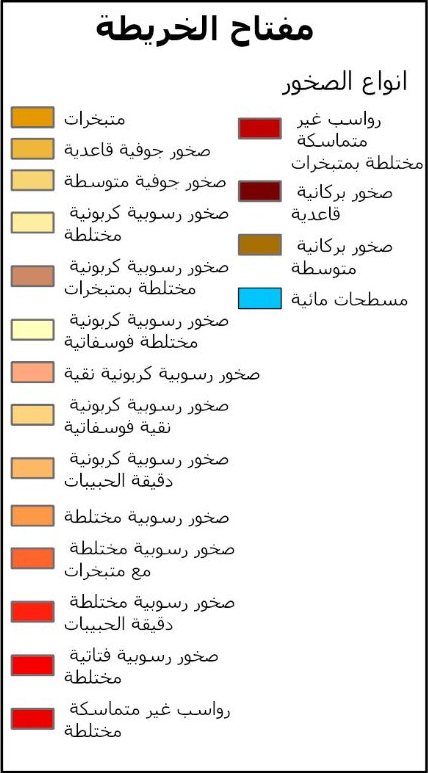 مفتاح الخريطة
انواع الصخور
رواسب غير
متماسكة
مختلطة بمتبخرات
صخور بركانية
قاعدية
صخور بركانية
متوسطة
مسطحات مائية
متبخرات
صخور جوفية قاعدية
صخور جوفية متوسطة
صخور رسوبية كربونية
مختلطة
صخور رسوبية كربونية
مختلطة بمتبخرات
صخور رسوبية كربونية
مختلطة فوسفاتية
صخور رسوبية كربونية نقية
صخور رسوبية كربونية
نقية فوسفاتية
صخور رسوبية كربونية
دقيقة الحبيبات
صخور رسوبية مختلطة
صخور رسوبية مختلطة
مع متبخرات
صخور رسوبية مختلطة
دقيقة الحبيبات
صخور رسوبية فتاتية
مختلطة
رواسب غير متماسكة
مختلطة